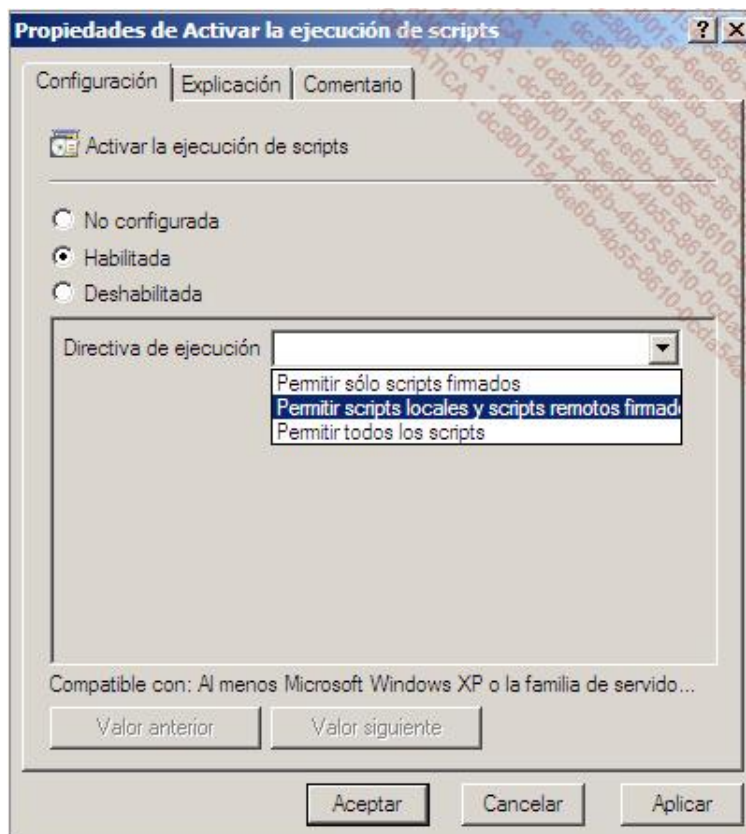 Propiedades de Activar la ejecución de scripts
Configuración Explicación Comentario
Activar la ejecución de scripts
No configurada
Habilitada
Deshabilitada
Directiva de ejecución
Permitir sólo scripts firmados
Permitir scripts locales y scripts remotos
Permitir todos los scripts
Compatible con: Al menos Microsoft Windows XP o la familia de servido...
Valor anterior Valor siguiente
Aceptar Cancelar Aplicar